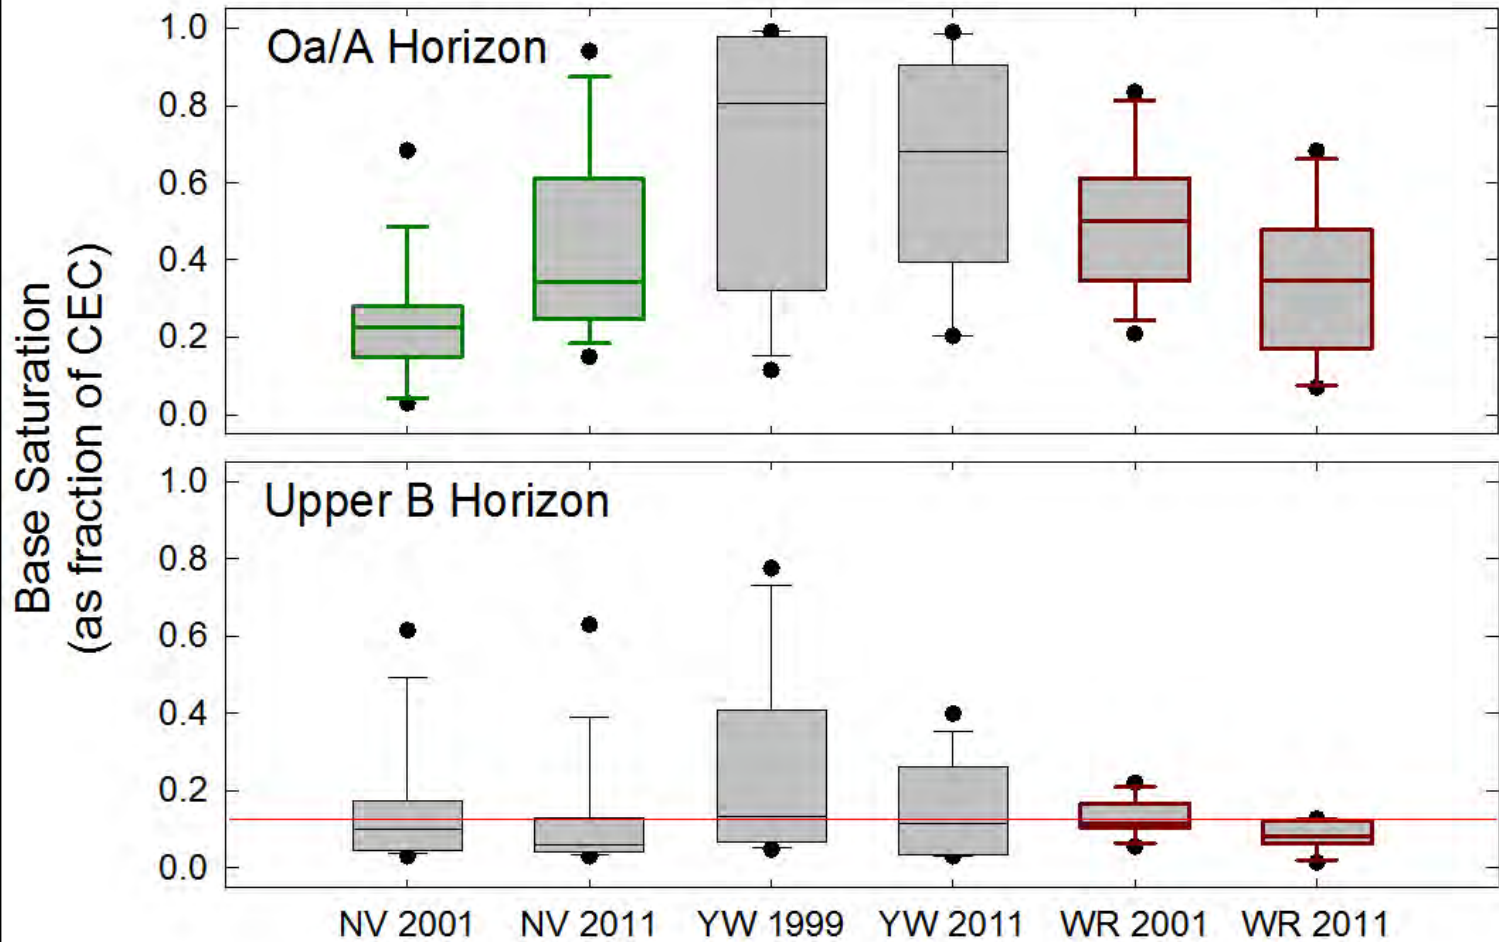 Base Saturation
(as fraction of CEC)
Oa/A Horizon
1.0
0.8
0.6
0.4
0.2
0.0
Upper B Horizon
1.0
0.8
0.6
0.4
0.2
0.0
NV 2001 NV 2011 YW 1999 YW 2011 WR 2001 WR 2011